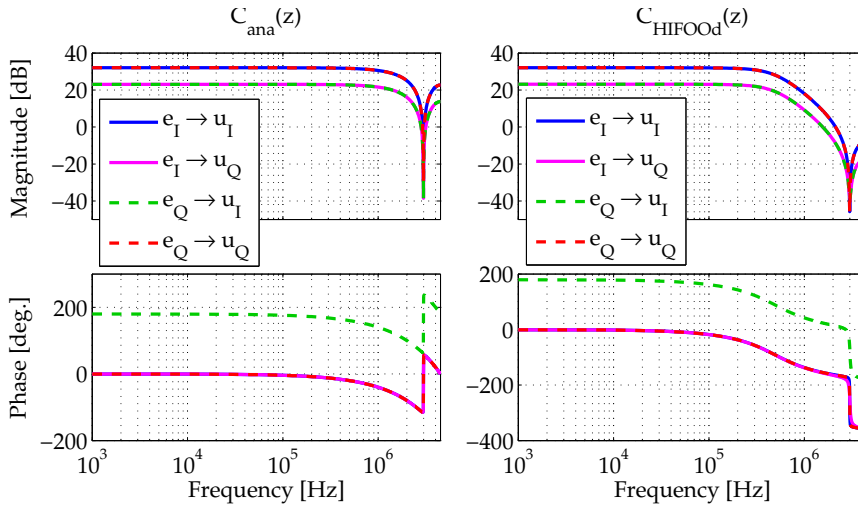 C_ana(z)
C_HIFOOd(z)
Magnitude [dB]
40
20
0
−20
−40
e_I → u_I
e_I → u_Q
e_Q → u_I
e_Q → u_Q
40
20
0
−20
−40
e_I → u_I
e_I → u_Q
e_Q → u_I
e_Q → u_Q
Phase [deg.]
200
0
−200
10^3
10^4
10^5
10^6
Frequency [Hz]
200
0
−200
−400
10^3
10^4
10^5
10^6
Frequency [Hz]